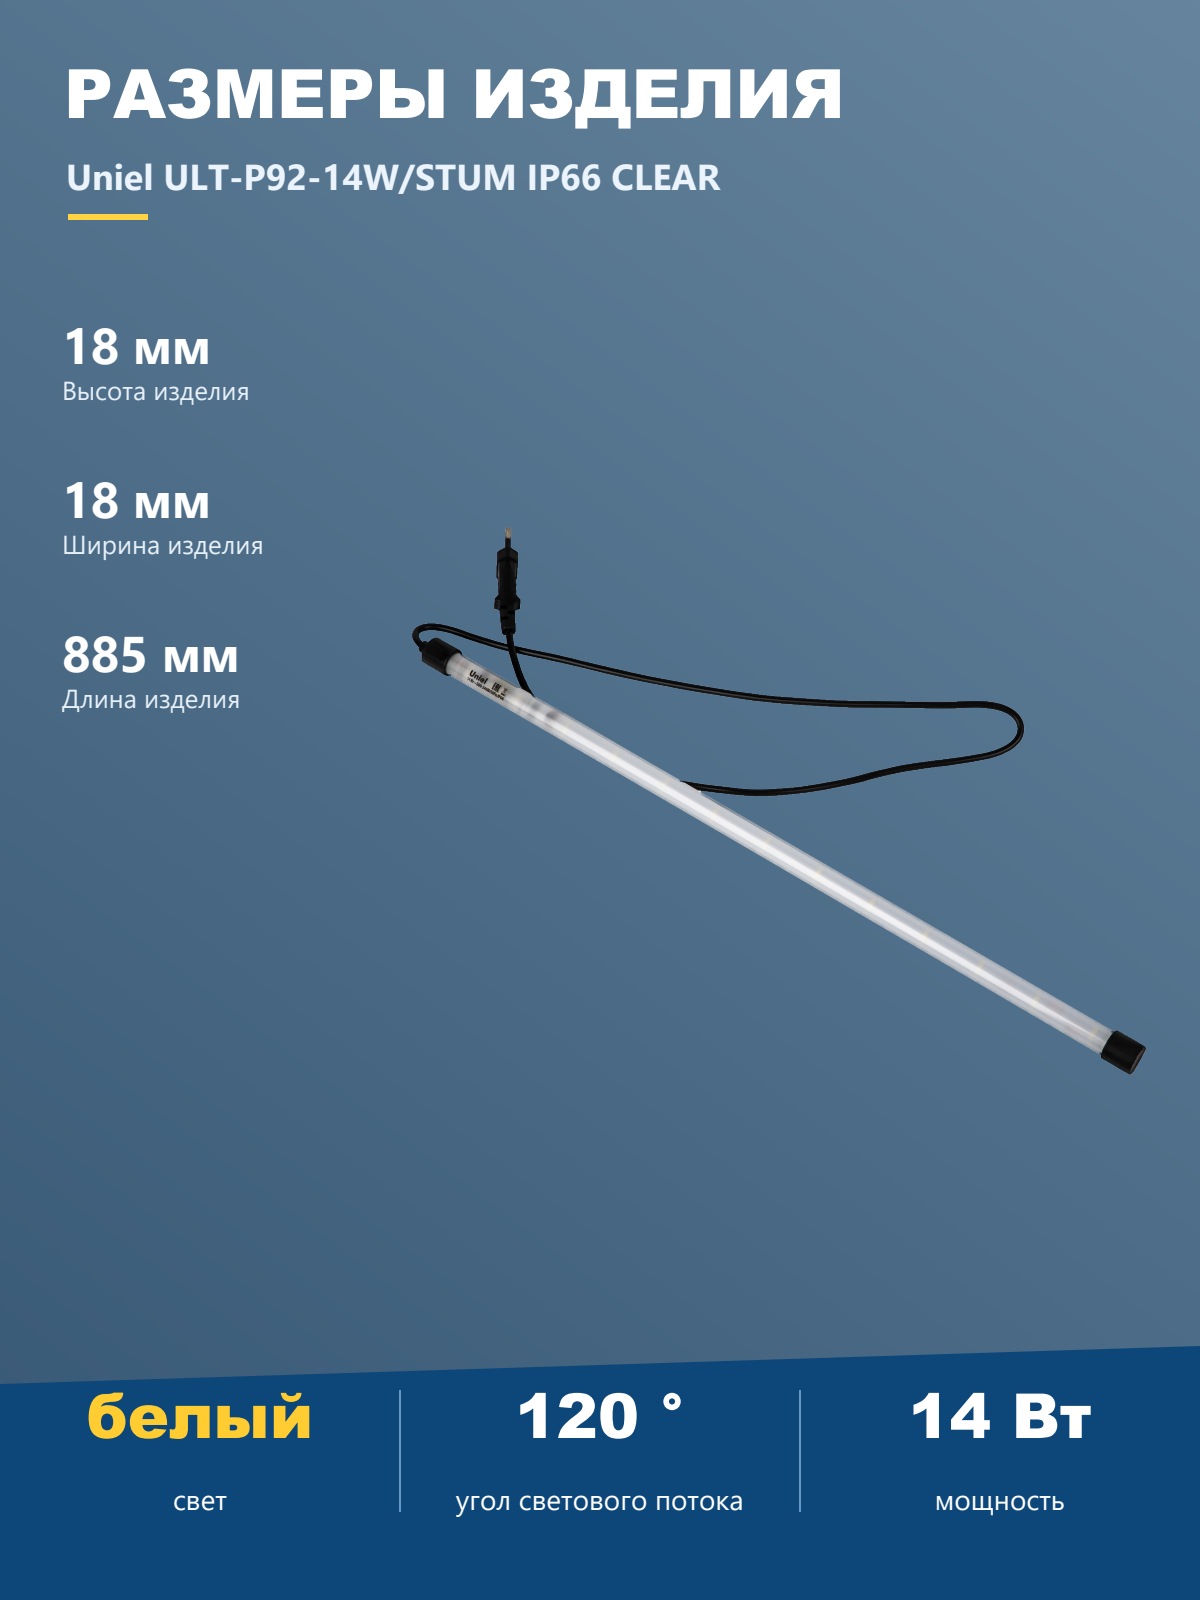 РАЗМЕРЫ ИЗДЕЛИЯ
Uniel ULT-P92-14W/STUM IP66 CLEAR
18 мм
Высота изделия
18 мм
Ширина изделия
885 мм
Длина изделия
Uniel
белый
120 °
14 Вт
свет
угол светового потока
мощность